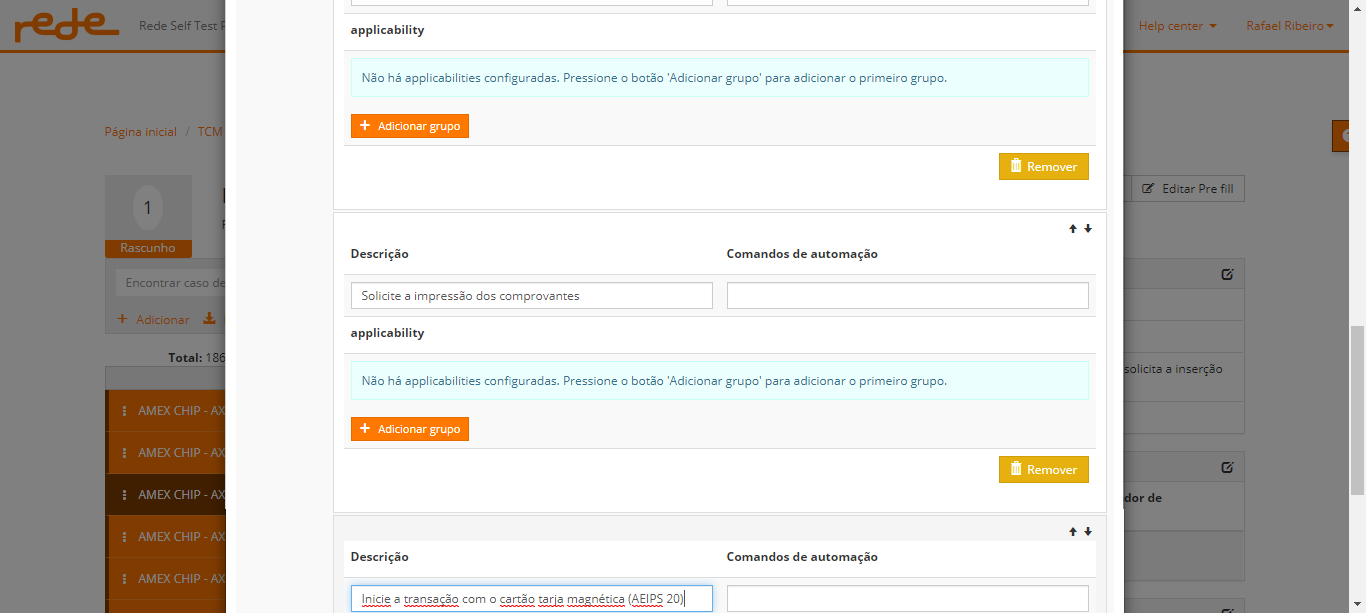 rede
Rede Self Test P
Help center
Rafael Ribeiro
applicability
Não há applicabilities configuradas. Pressione o botão 'Adicionar grupo' para adicionar o primeiro grupo.
+ Adicionar grupo
Página inicial / TCM
Remover
1
Editar Pre fill
Rascunho
Descrição
Comandos de automação
Encontrar caso de
Solicite a impressão dos comprovantes
+ Adicionar
applicability
Total: 186
solicita a inserção
Não há applicabilities configuradas. Pressione o botão 'Adicionar grupo' para adicionar o primeiro grupo.
AMEX CHIP - AX
+ Adicionar grupo
AMEX CHIP - AX
Remover
AMEX CHIP - AX
dor de
AMEX CHIP - AX
Descrição
Comandos de automação
AMEX CHIP - AX
Inicie a transação com o cartão tarja magnética (AEIPS 20)